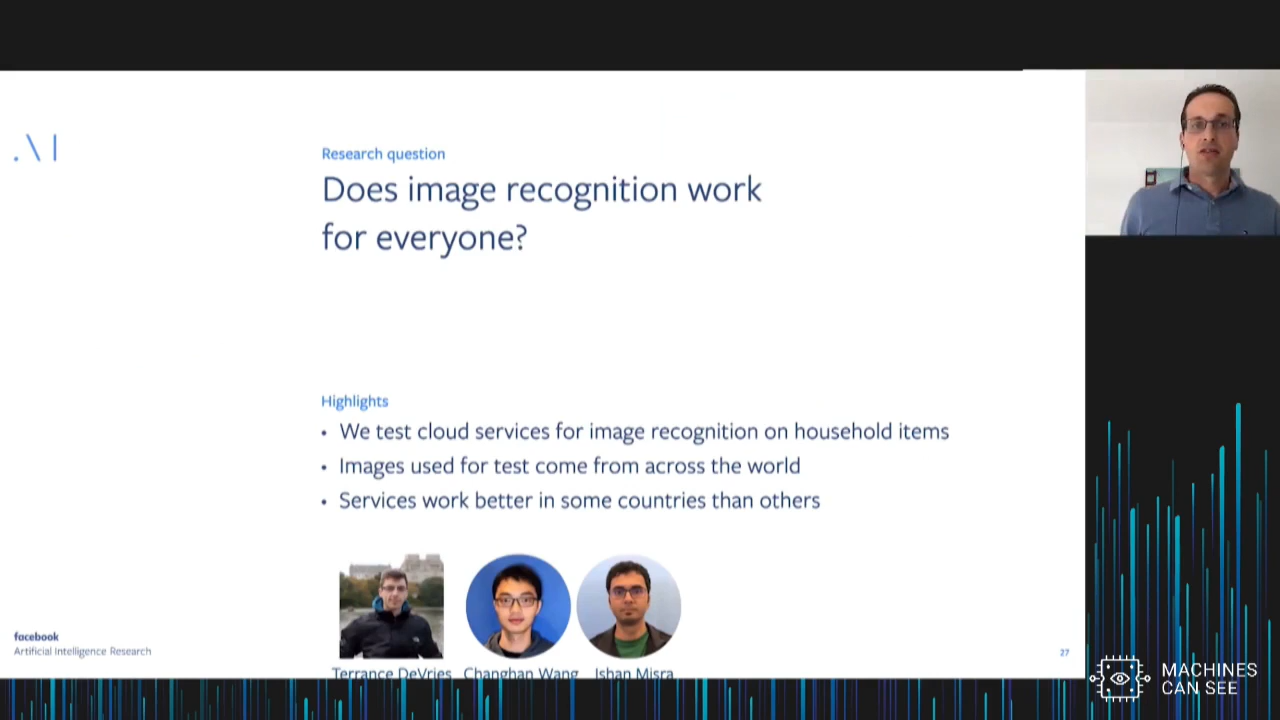 Research question
Does image recognition work
for everyone?
Highlights
• We test cloud services for image recognition on household items
• Images used for test come from across the world
• Services work better in some countries than others
Terrance DeVries
Changhan Wang
Ishan Misra
facebook
Artificial Intelligence Research
27
MACHINES
CAN SEE